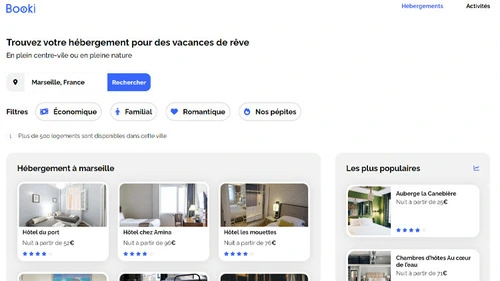 Booki
Hébergements
Activités
Trouvez votre hébergement pour des vacances de rêve
En plein centre-vile ou en pleine nature
Marseille, France
Rechercher
Filtres
Économique
Familial
Romantique
Nos pépites
Plus de 500 logements sont disponibles dans cette ville
Hébergement à marseille
Hôtel du port
Nuit à partir de 52€
Hôtel chez Amina
Nuit à partir de 96€
Hôtel les mouettes
Nuit à partir de 76€
Les plus populaires
Auberge la Canebière
Nuit à partir de 25€
Chambres d'hôtes Au cœur
de l'eau
Nuit à partir de 71€